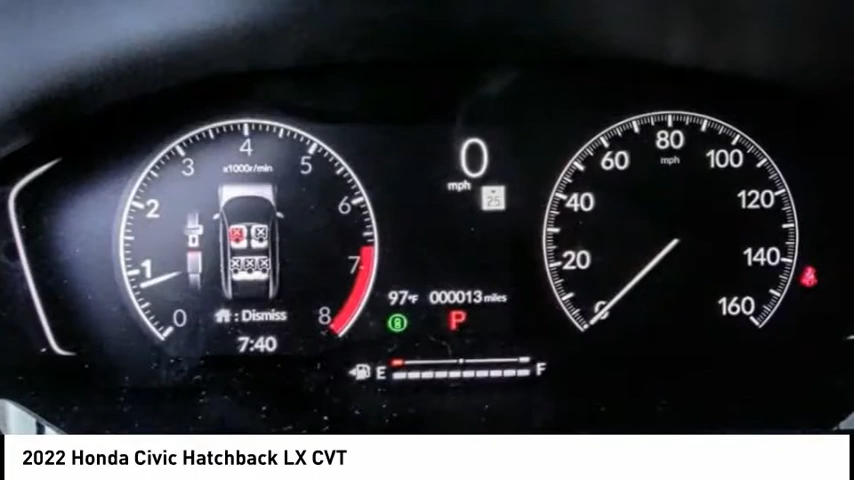 0 1 2 3 4 5 6 7 8
x1000r/min
: Dismiss
7:40
0
mph
25
97°F 000013 miles
P
E F
0 20 40 60 80 100 120 140 160
mph
2022 Honda Civic Hatchback LX CVT